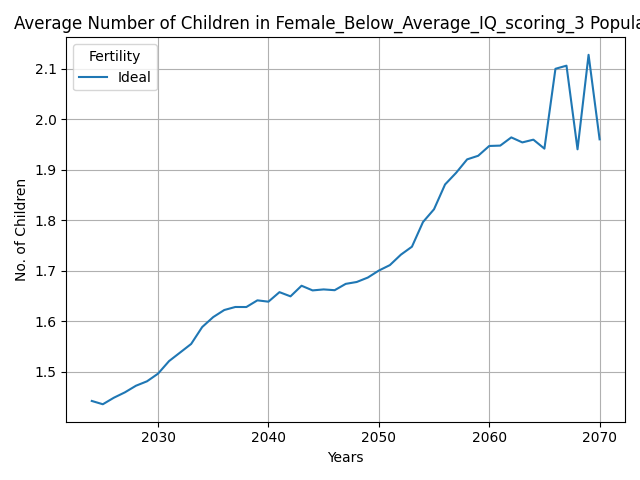 Average Number of Children in Female_Below_Average_IQ_scoring_3 Popula
Fertility
Ideal
No. of Children
2.1
2.0
1.9
1.8
1.7
1.6
1.5
2030 2040 2050 2060 2070
Years